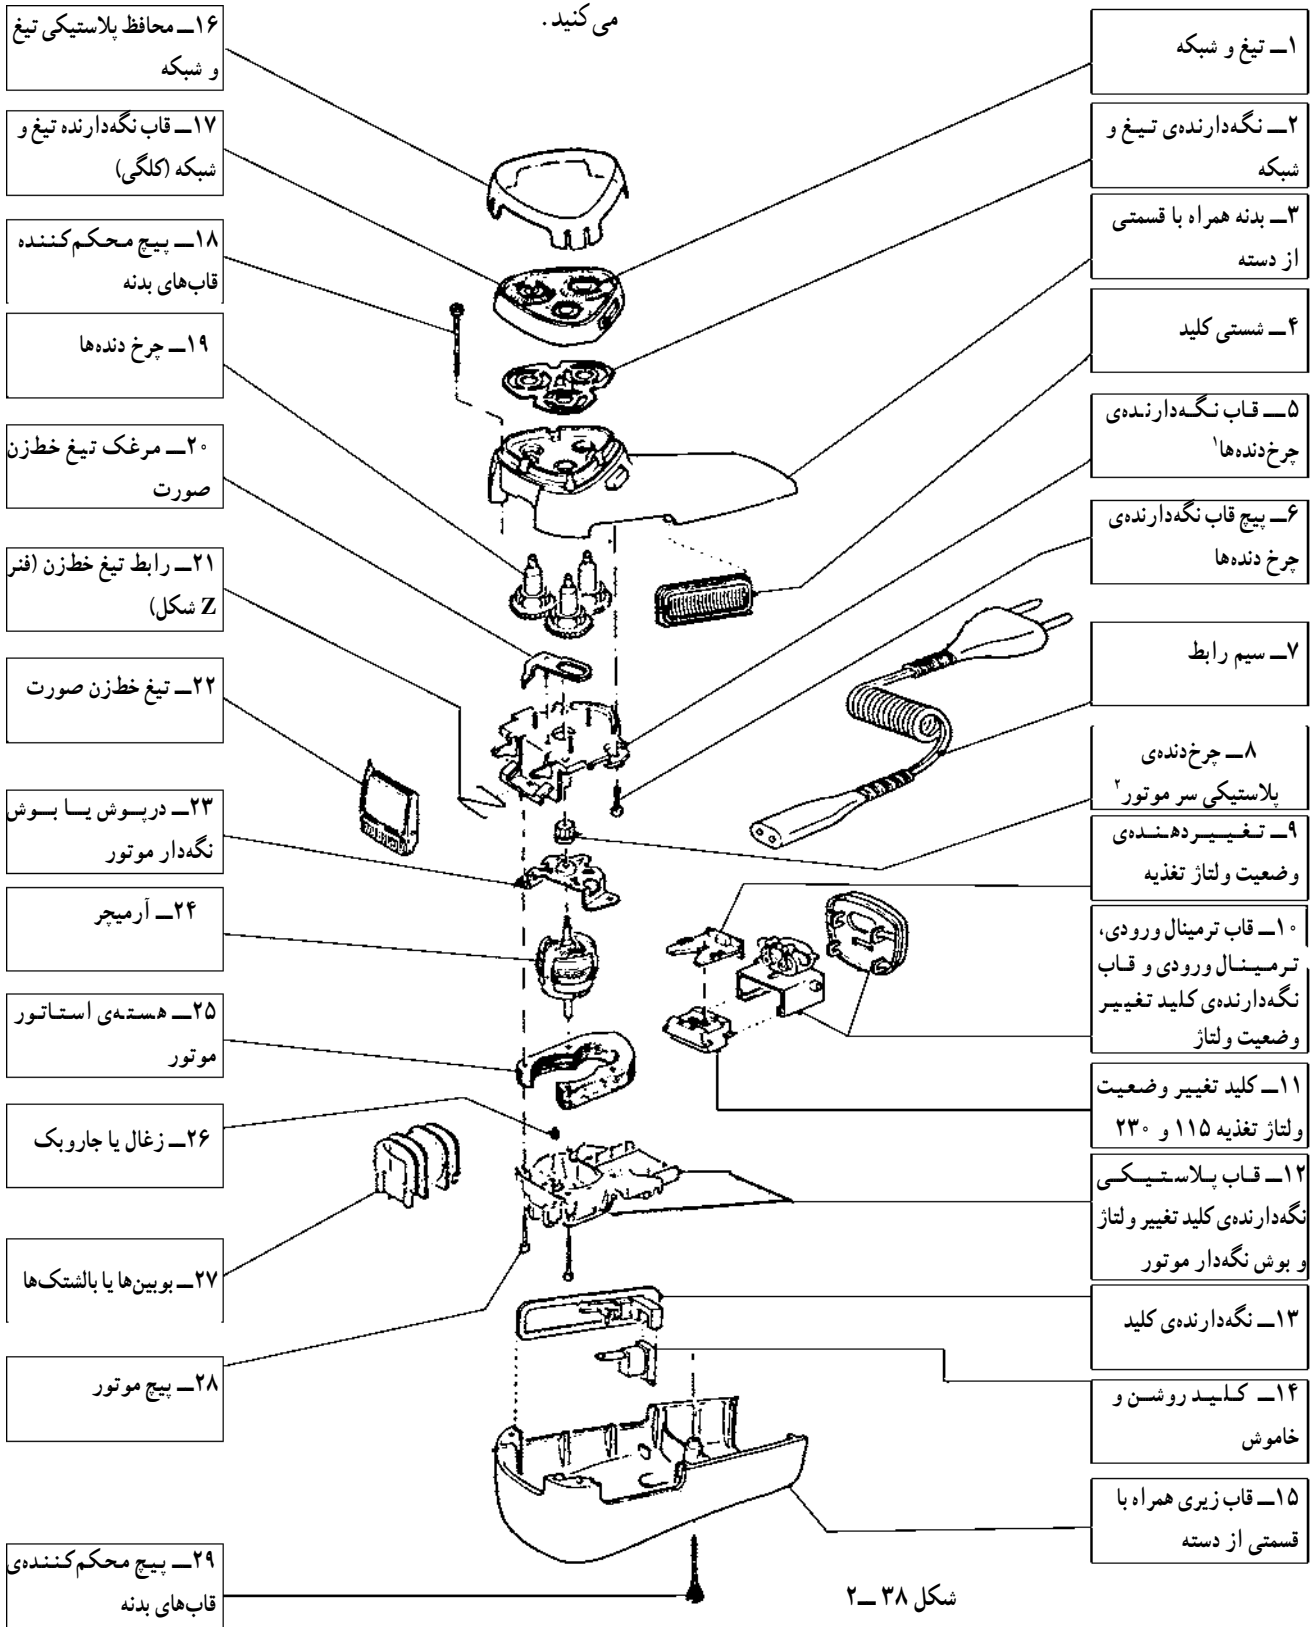 می‌کنید.
۱ــ تیغ و شبکه
۲ــ نگه‌دارنده‌ی تیغ و
شبکه
۳ــ بدنه همراه با قسمتی
از دسته
۴ــ شستی کلید
۵ــ قاب نگه‌دارنده‌ی
چرخ‌دنده‌ها۱
۶ــ پیچ قاب نگه‌دارنده‌ی
چرخ دنده‌ها
۷ــ سیم رابط
۸ــ چرخ‌دنده‌ی
پلاستیکی سر موتور۲
۹ــ تغییردهنده‌ی
وضعیت ولتاژ تغذیه
۱۰ــ قاب ترمینال ورودی،
ترمینال ورودی و قاب
نگه‌دارنده‌ی کلید تغییر
وضعیت ولتاژ
۱۱ــ کلید تغییر وضعیت
ولتاژ تغذیه ۱۱۵ و ۲۳۰
۱۲ــ قاب پلاستیکی
نگه‌دارنده‌ی کلید تغییر ولتاژ
و بوش نگه‌دار موتور
۱۳ــ نگه‌دارنده‌ی کلید
۱۴ــ کلید روشن و
خاموش
۱۵ــ قاب زیری همراه با
قسمتی از دسته
۱۶ــ محافظ پلاستیکی تیغ
و شبکه
۱۷ــ قاب نگه‌دارنده تیغ و
شبکه (کلگی)
۱۸ــ پیچ محکم‌کننده
قاب‌های بدنه
۱۹ــ چرخ دنده‌ها
۲۰ــ مرغک تیغ خط‌زن
صورت
۲۱ــ رابط تیغ خط‌زن (فنر
Z شکل)
۲۲ــ تیغ خط‌زن صورت
۲۳ــ درپوش یا بوش
نگه‌دار موتور
۲۴ــ آرمیچر
۲۵ــ هسته‌ی استاتور
موتور
۲۶ــ زغال یا جاروبک
۲۷ــ بوبین‌ها یا بالشتک‌ها
۲۸ــ پیچ موتور
۲۹ــ پیچ محکم‌کننده‌ی
قاب‌های بدنه
شکل ۳۸ ــ ۲